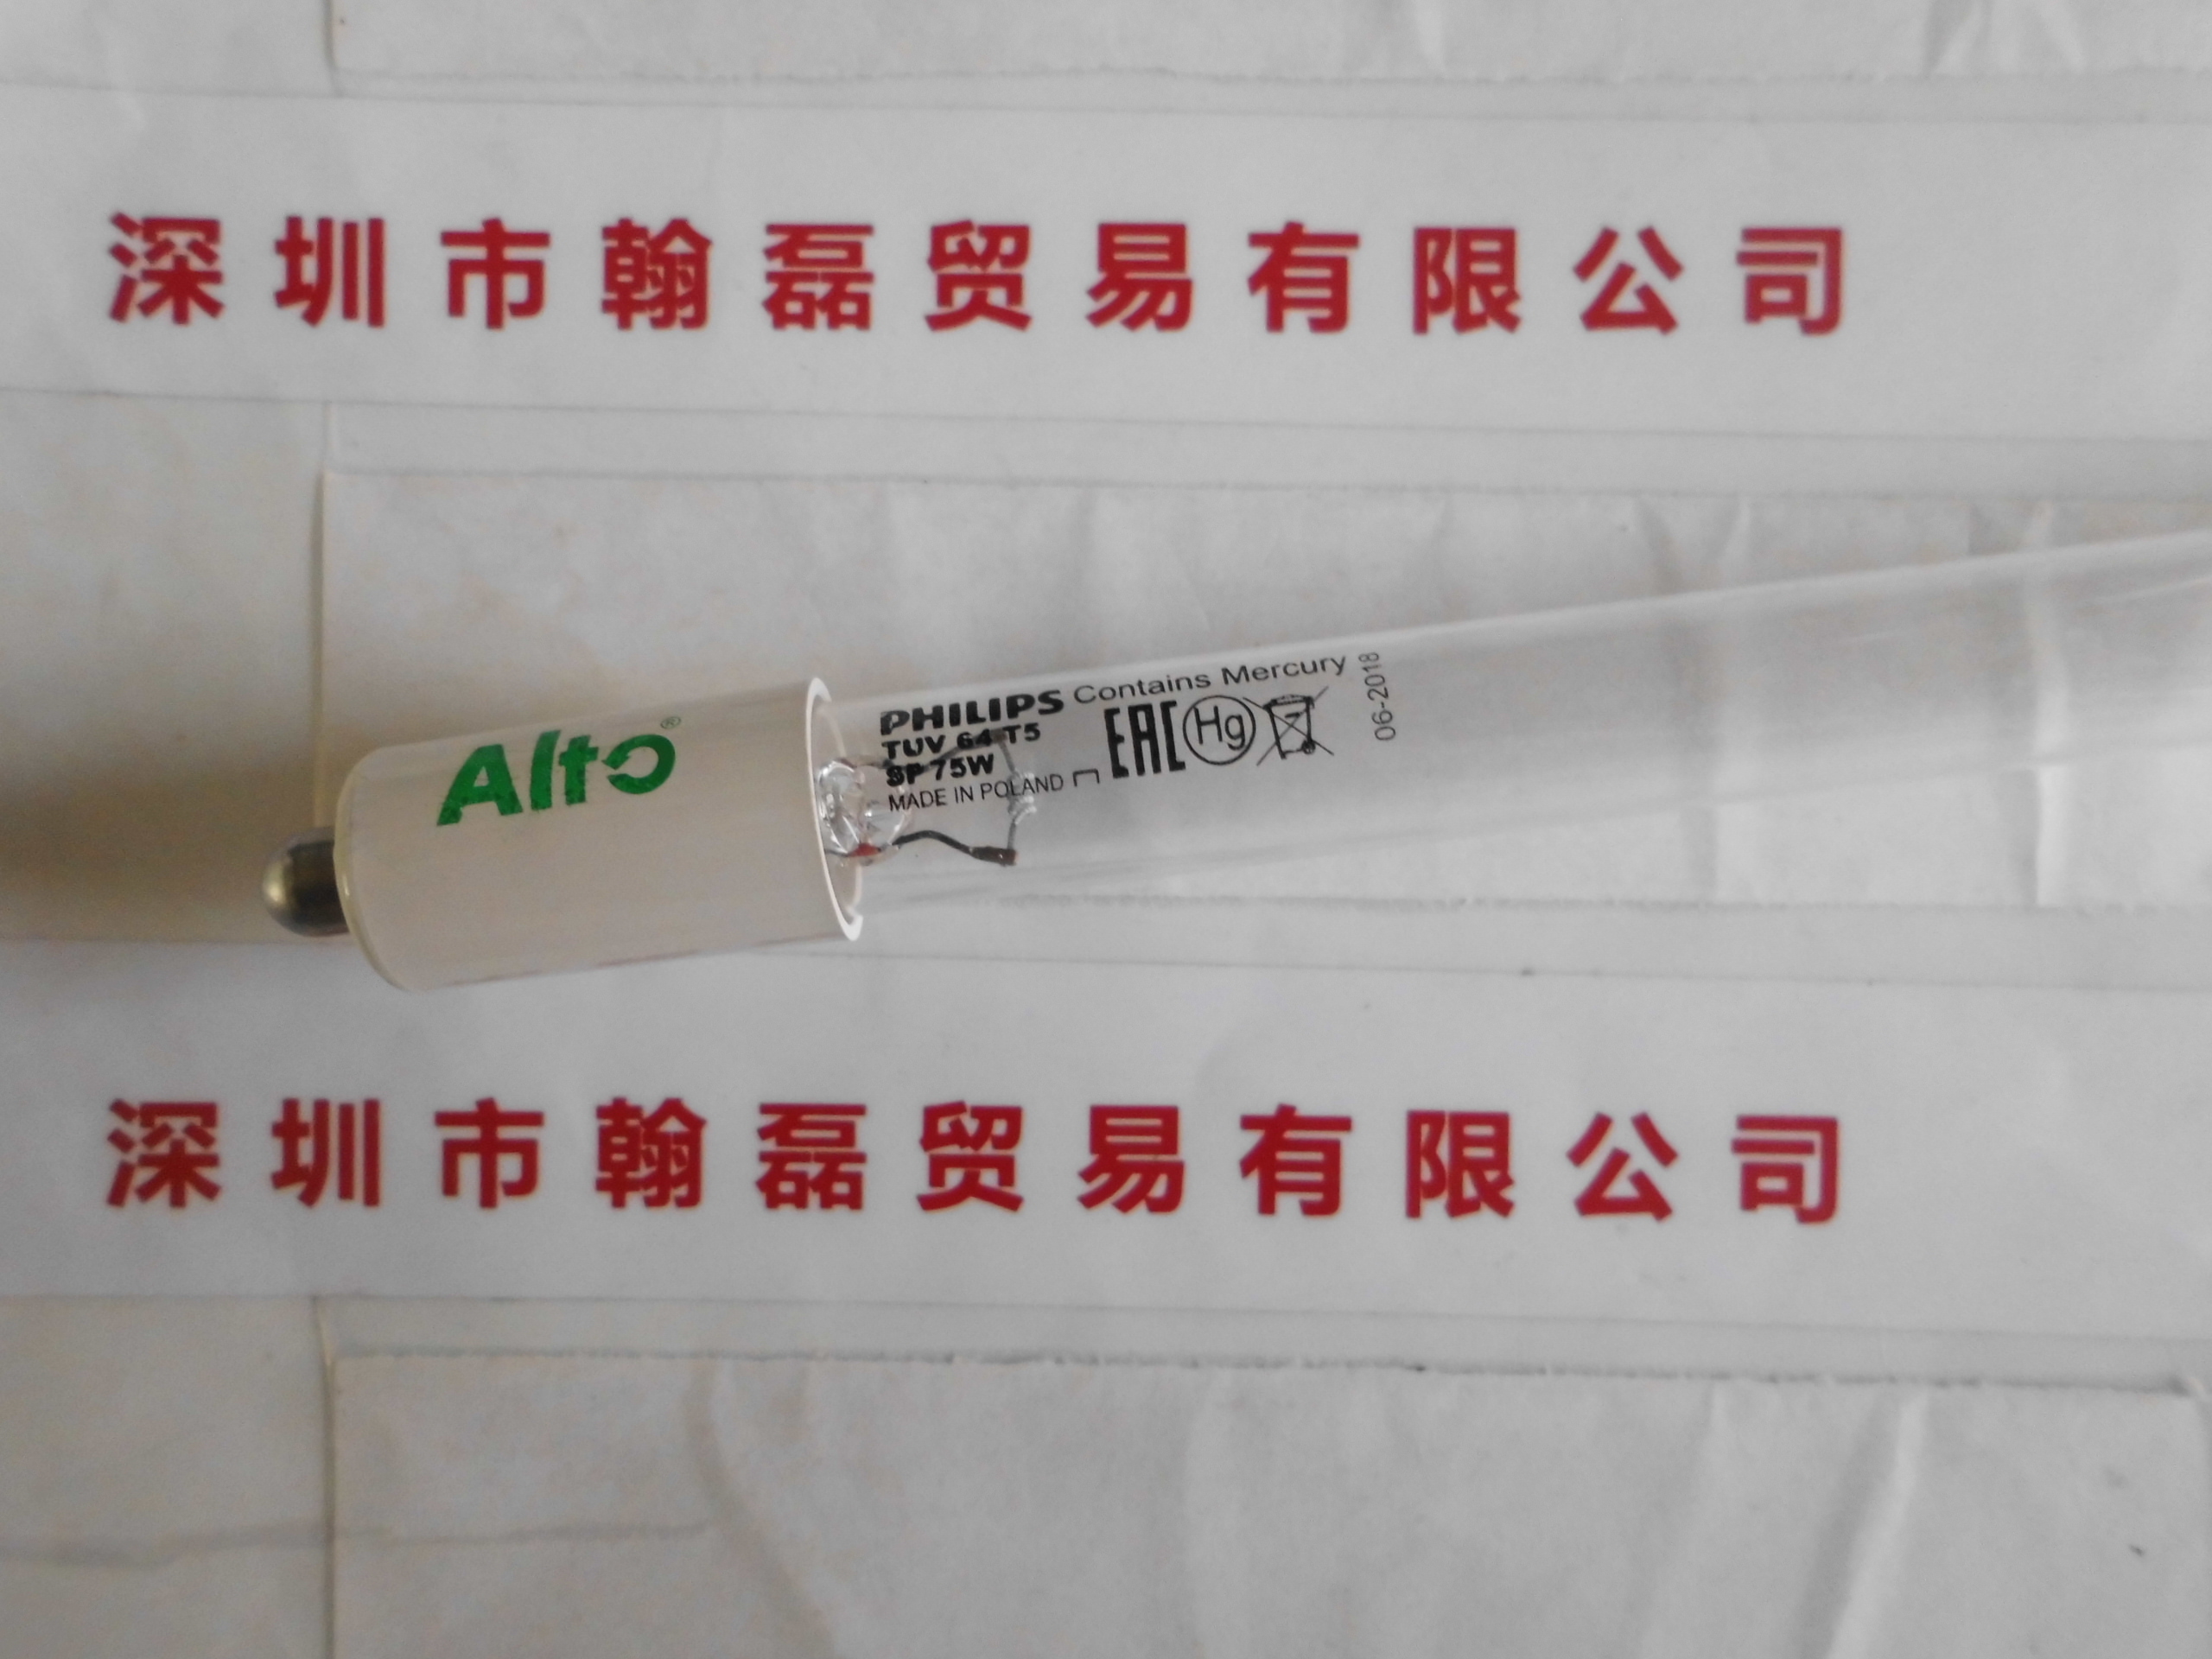 深圳市翰磊贸易有限公司
Alto®
PHILIPS Contains Mercury
TUV 64 T5
SP 75W
MADE IN POLAND
EAC Hg
06-2018
深圳市翰磊贸易有限公司